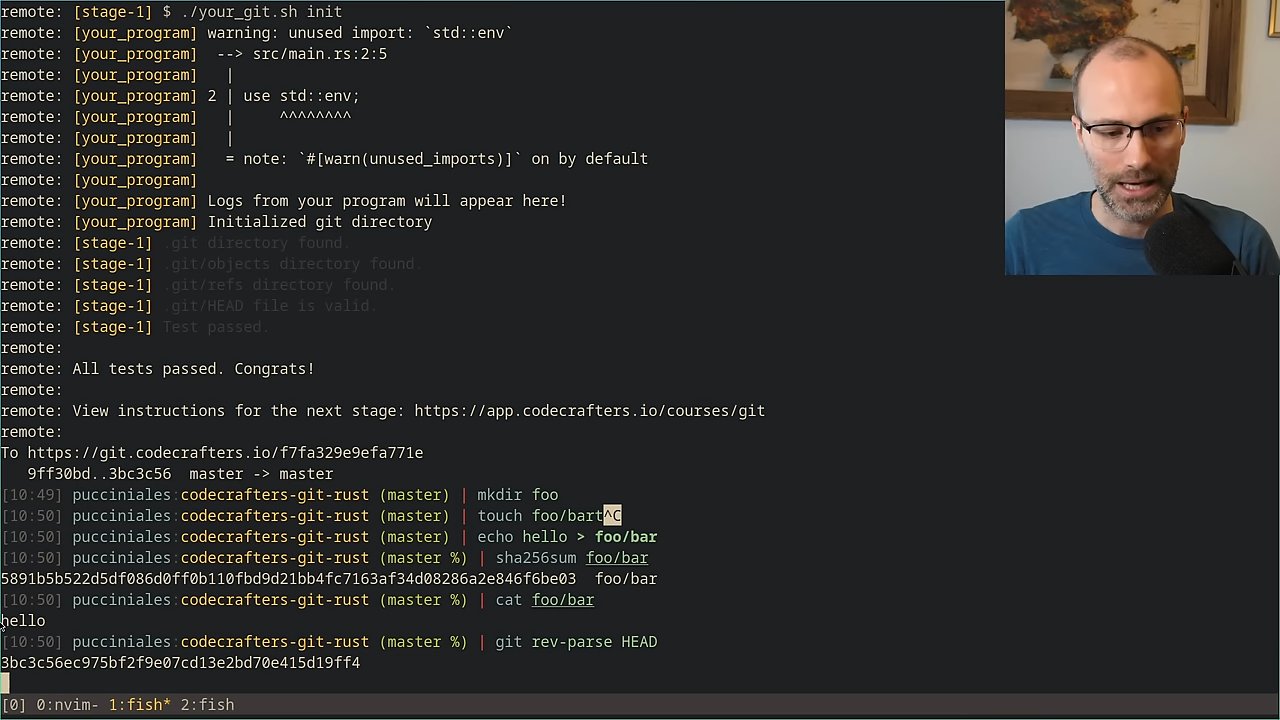 remote: [stage-1] $ ./your_git.sh init
remote: [your_program] warning: unused import: `std::env`
remote: [your_program]  --> src/main.rs:2:5
remote: [your_program]   |
remote: [your_program] 2 | use std::env;
remote: [your_program]   |     ^^^^^^^^
remote: [your_program]   |
remote: [your_program]   = note: `#[warn(unused_imports)]` on by default
remote: [your_program]
remote: [your_program] Logs from your program will appear here!
remote: [your_program] Initialized git directory
remote: [stage-1] .git directory found.
remote: [stage-1] .git/objects directory found.
remote: [stage-1] .git/refs directory found.
remote: [stage-1] .git/HEAD file is valid.
remote: [stage-1] Test passed.
remote:
remote: All tests passed. Congrats!
remote:
remote: View instructions for the next stage: https://app.codecrafters.io/courses/git
remote:
To https://git.codecrafters.io/f7fa329e9efa771e
   9ff30bd..3bc3c56  master -> master
[10:49] pucciniales:codecrafters-git-rust (master) | mkdir foo
[10:50] pucciniales:codecrafters-git-rust (master) | touch foo/bart^C
[10:50] pucciniales:codecrafters-git-rust (master) | echo hello > foo/bar
[10:50] pucciniales:codecrafters-git-rust (master %) | sha256sum foo/bar
5891b5b522d5df086d0ff0b110fbd9d21bb4fc7163af34d08286a2e846f6be03  foo/bar
[10:50] pucciniales:codecrafters-git-rust (master %) | cat foo/bar
hello
[10:50] pucciniales:codecrafters-git-rust (master %) | git rev-parse HEAD
3bc3c56ec975bf2f9e07cd13e2bd70e415d19ff4
[0] 0:nvim- 1:fish* 2:fish